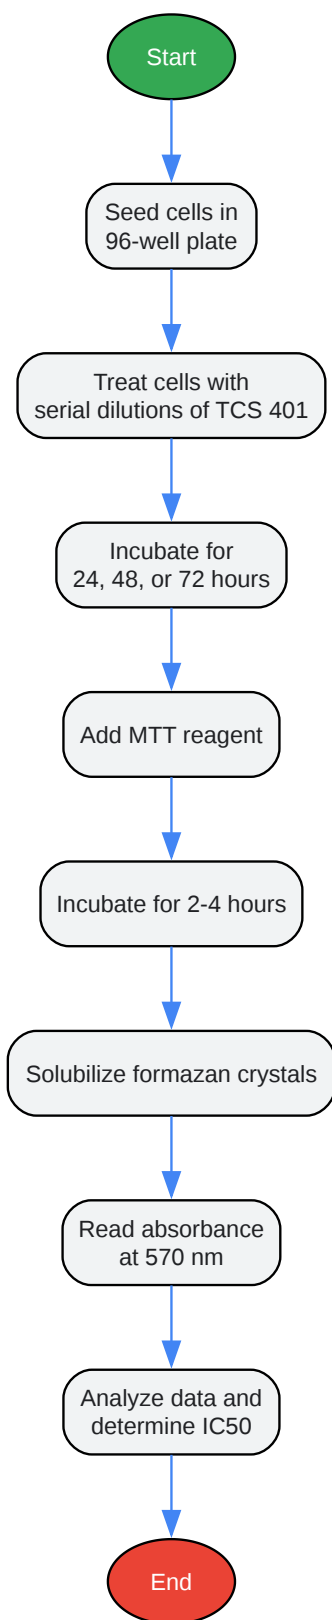 Start
Seed cells in
96-well plate
Treat cells with
serial dilutions of TCS 401
Incubate for
24, 48, or 72 hours
Add MTT reagent
Incubate for 2-4 hours
Solubilize formazan crystals
Read absorbance
at 570 nm
Analyze data and
determine IC50
End